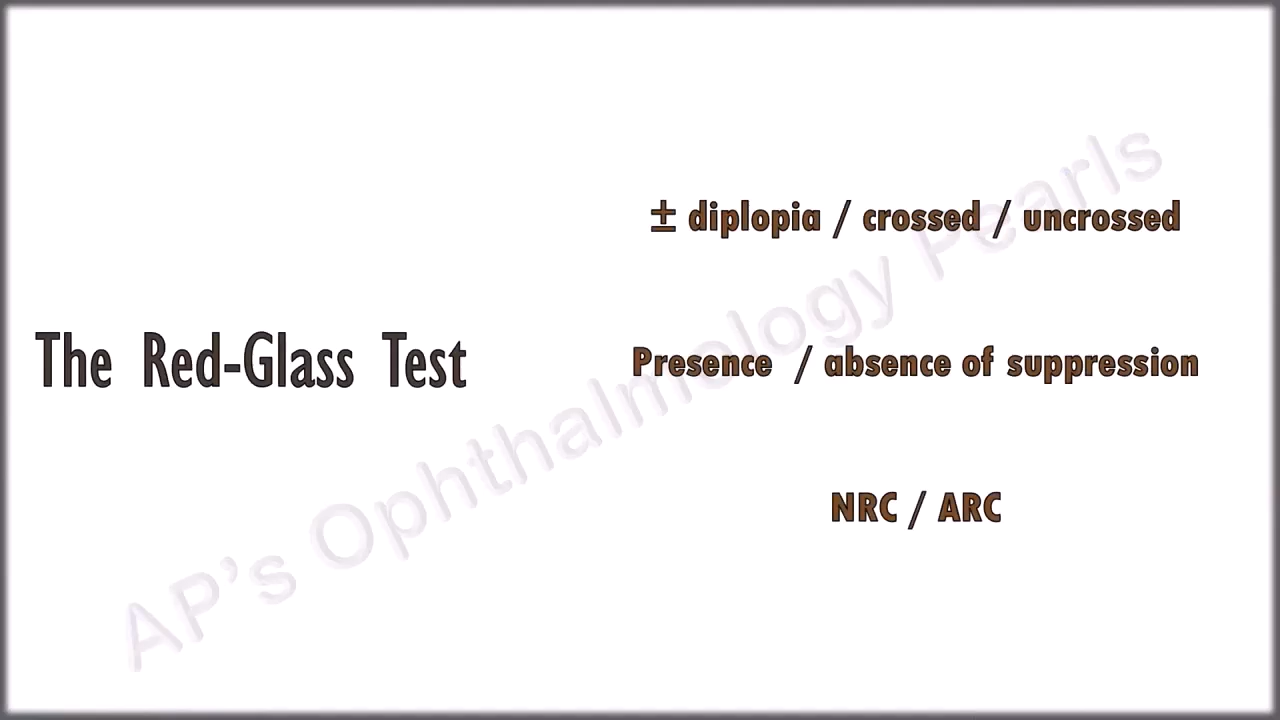 ± diplopia / crossed / uncrossed
The Red-Glass Test
Presence / absence of suppression
NRC / ARC
AP's Ophthalmology Pearls